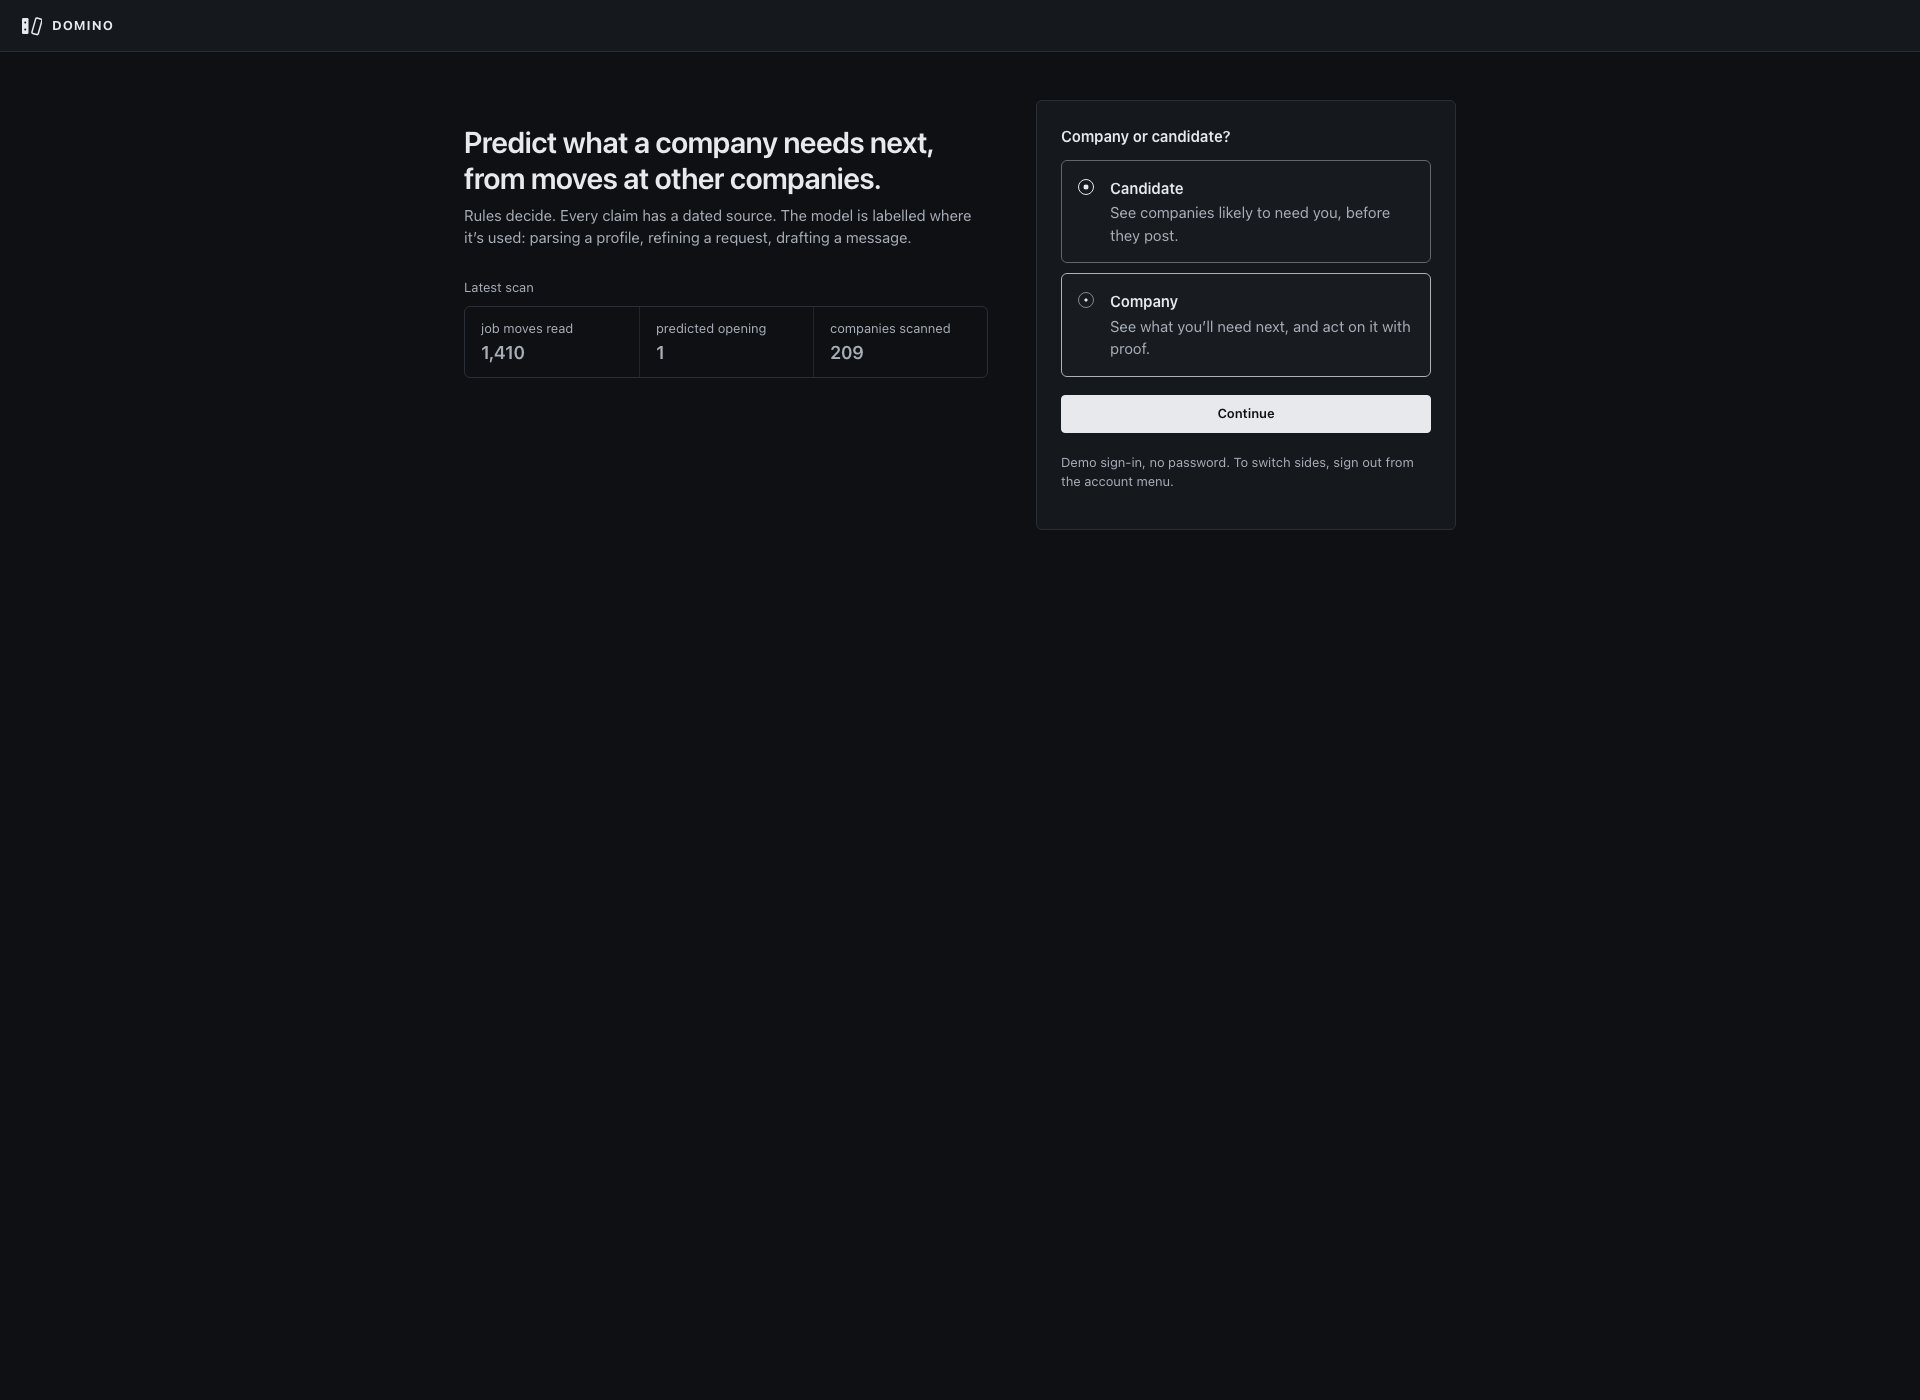 DOMINO
Predict what a company needs next,
from moves at other companies.
Rules decide. Every claim has a dated source. The model is labelled where
it’s used: parsing a profile, refining a request, drafting a message.
Latest scan
job moves read
1,410
predicted opening
1
companies scanned
209
Company or candidate?
Candidate
See companies likely to need you, before
they post.
Company
See what you’ll need next, and act on it with
proof.
Continue
Demo sign-in, no password. To switch sides, sign out from
the account menu.